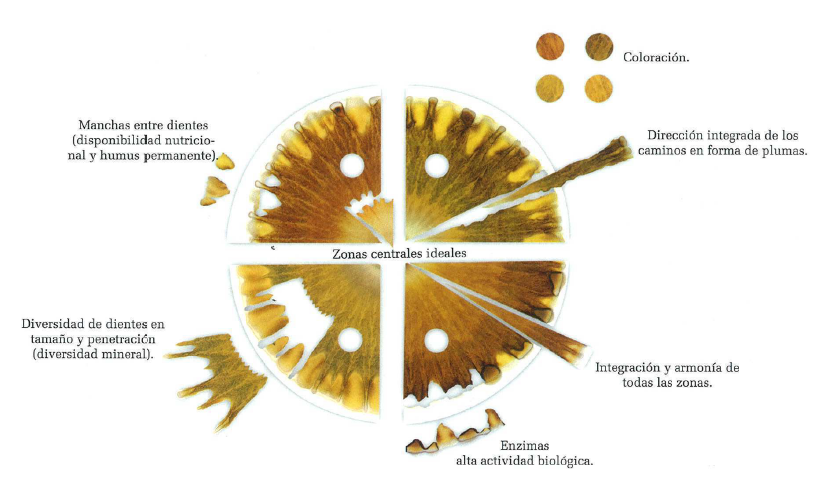 Coloración.
Manchas entre dientes
(disponibilidad nutricio-
nal y humus permanente).
Dirección integrada de los
caminos en forma de plumas.
Zonas centrales ideales
Diversidad de dientes en
tamaño y penetración
(diversidad mineral).
Integración y armonía de
todas las zonas.
Enzimas
alta actividad biológica.